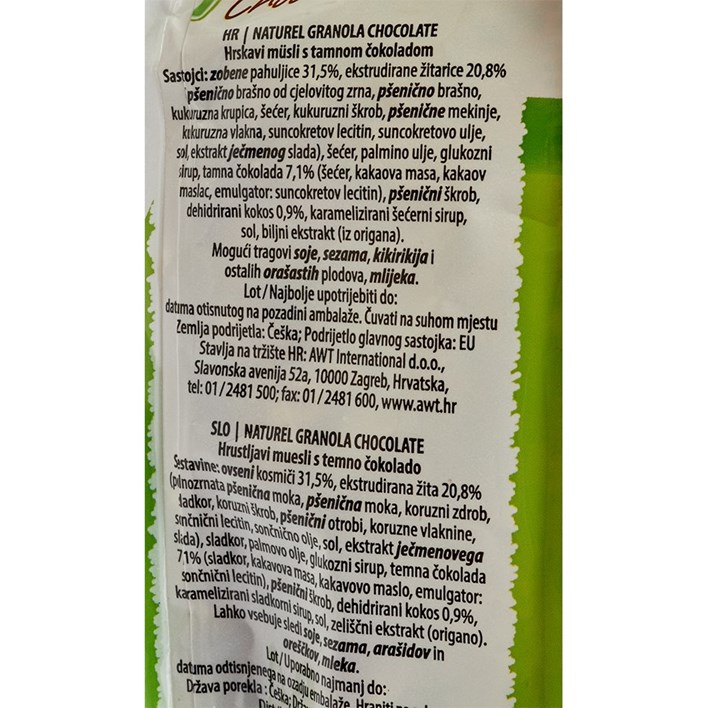 HR | NATUREL GRANOLA CHOCOLATE
Hrskavi müsli s tamnom čokoladom
Sastojci: zobene pahuljice 31,5%, ekstrudirane žitarice 20,8%
pšenično brašno od cjelovitog zrna, pšenično brašno,
kukuruzna krupica, šećer, kukuruzni škrob, pšenične mekinje,
kukuruzna vlakna, suncokretov lecitin, suncokretovo ulje,
sol, ekstrakt ječmenog slada), šećer, palmino ulje, glukozni
sirup, tamna čokolada 7,1% (šećer, kakaova masa, kakaov
maslac, emulgator: suncokretov lecitin), pšenični škrob,
dehidrirani kokos 0,9%, karamelizirani šećerni sirup,
sol, biljni ekstrakt (iz origana).
Mogući tragovi soje, sezama, kikirikija i
ostalih orašastih plodova, mlijeka.
Lot/Najbolje upotrijebiti do:
datuma otisnutog na pozadini ambalaže. Čuvati na suhom mjestu
Zemlja podrijetla: Češka; Podrijetlo glavnog sastojka: EU
Stavlja na tržište HR: AWT International d.o.o.,
Slavonska avenija 52a, 10000 Zagreb, Hrvatska,
tel: 01/2481 500; fax: 01/2481 600, www.awt.hr
SLO | NATUREL GRANOLA CHOCOLATE
Hrustljavi muesli s temno čokolado
Sestavine: ovseni kosmiči 31,5%, ekstrudirana žita 20,8%
(polnozrnata pšenična moka, pšenična moka, koruzni zdrob,
sladkor, koruzni škrob, pšenični otrobi, koruzne vlaknine,
sončnični lecitin, sončnično olje, sol, ekstrakt ječmenovega
slada), sladkor, palmovo olje, glukozni sirup, temna čokolada
7,1% (sladkor, kakavova masa, kakavovo maslo, emulgator:
sončnični lecitin), pšenični škrob, dehidrirani kokos 0,9%,
karamelizirani sladkorni sirup, sol, zeliščni ekstrakt (origano).
Lahko vsebuje sledi soje, sezama, arašidov in
oreščkov, mleka.
Lot/Uporabno najmanj do:
datuma odtisnjenega na ozadju embalaže. Hraniti na
Država porekla: Češka;